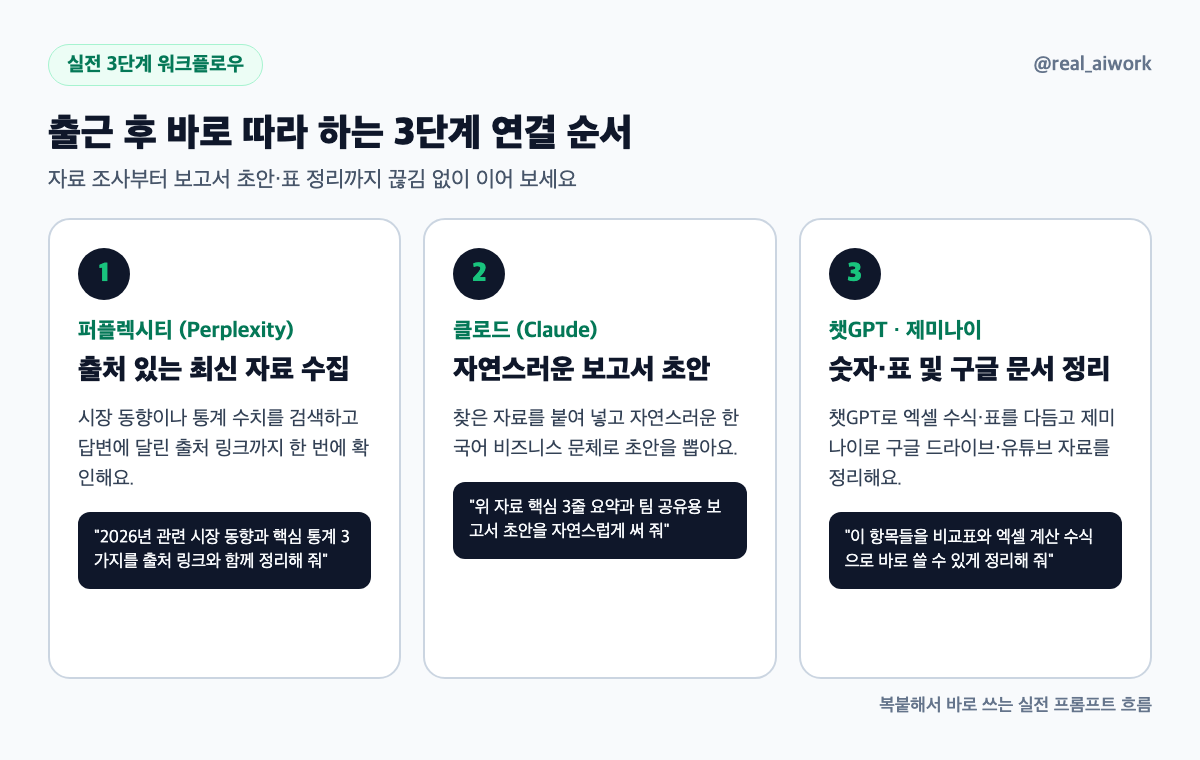 실전 3단계 워크플로우
@real_aiwork
출근 후 바로 따라 하는 3단계 연결 순서
자료 조사부터 보고서 초안·표 정리까지 끊김 없이 이어 보세요
1
퍼플렉시티 (Perplexity)
출처 있는 최신 자료 수집
시장 동향이나 통계 수치를 검색하고
답변에 달린 출처 링크까지 한 번에 확
인해요.
"2026년 관련 시장 동향과 핵심 통계 3
가지를 출처 링크와 함께 정리해 줘"
2
클로드 (Claude)
자연스러운 보고서 초안
찾은 자료를 붙여 넣고 자연스러운 한
국어 비즈니스 문체로 초안을 뽑아요.
"위 자료 핵심 3줄 요약과 팀 공유용 보
고서 초안을 자연스럽게 써 줘"
3
챗GPT · 제미나이
숫자·표 및 구글 문서 정리
챗GPT로 엑셀 수식·표를 다듬고 제미
나이로 구글 드라이브·유튜브 자료를
정리해요.
"이 항목들을 비교표와 엑셀 계산 수식
으로 바로 쓸 수 있게 정리해 줘"
복붙해서 바로 쓰는 실전 프롬프트 흐름